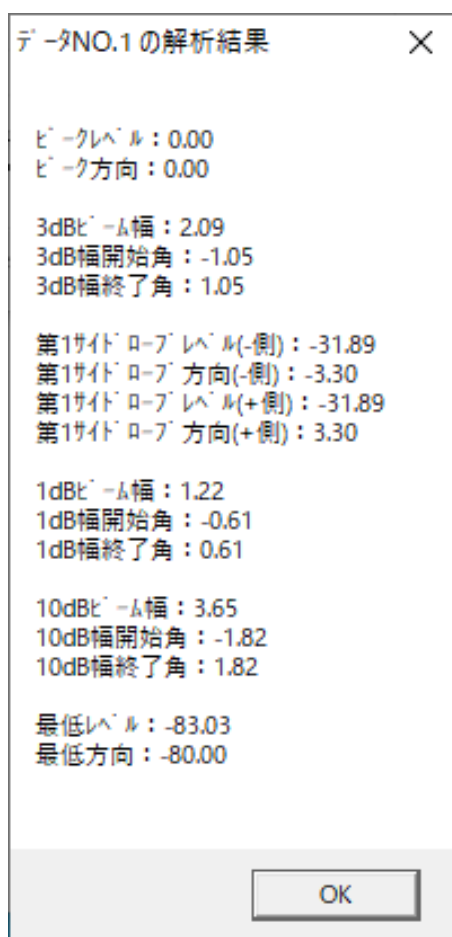 ﾃﾞｰﾀNO.1 の解析結果
ﾋﾟｰｸﾚﾍﾞﾙ：0.00
ﾋﾟｰｸ方向：0.00
3dBﾋﾞｰﾑ幅：2.09
3dB幅開始角：-1.05
3dB幅終了角：1.05
第1ｻｲﾄﾞﾛｰﾌﾞﾚﾍﾞﾙ(-側)：-31.89
第1ｻｲﾄﾞﾛｰﾌﾞ方向(-側)：-3.30
第1ｻｲﾄﾞﾛｰﾌﾞﾚﾍﾞﾙ(+側)：-31.89
第1ｻｲﾄﾞﾛｰﾌﾞ方向(+側)：3.30
1dBﾋﾞｰﾑ幅：1.22
1dB幅開始角：-0.61
1dB幅終了角：0.61
10dBﾋﾞｰﾑ幅：3.65
10dB幅開始角：-1.82
10dB幅終了角：1.82
最低ﾚﾍﾞﾙ：-83.03
最低方向：-80.00
OK